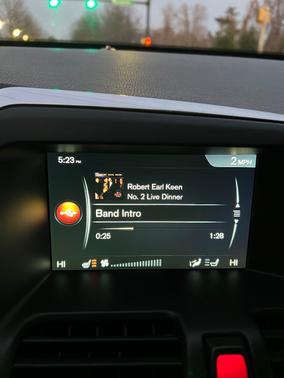 5:23 PM
2 MPH
Robert Earl Keen
No. 2 Live Dinner
Band Intro
0:25
1:28
HI
HI